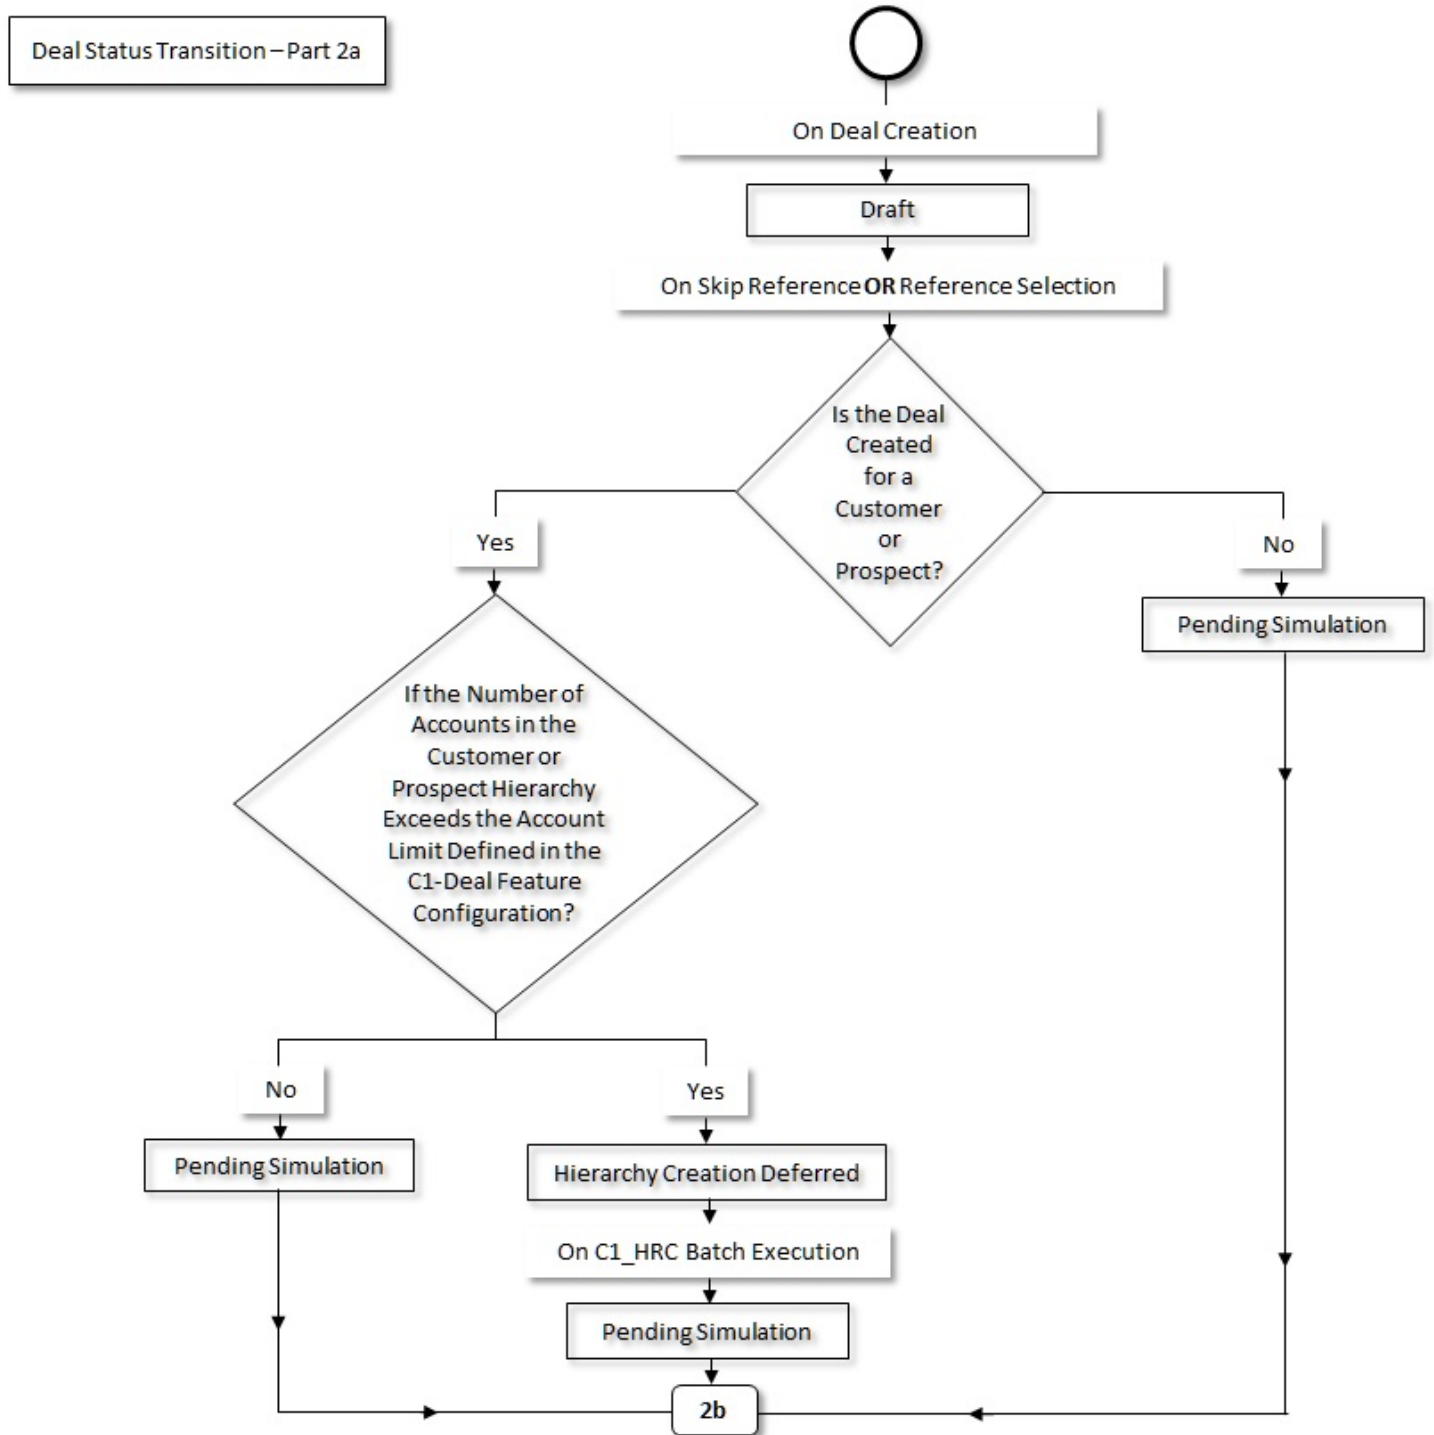 Deal Status Transition – Part 2a
On Deal Creation
Draft
On Skip Reference OR Reference Selection
Is the Deal
Created
for a
Customer
or
Prospect?
Yes
No
Pending Simulation
If the Number of
Accounts in the
Customer or
Prospect Hierarchy
Exceeds the Account
Limit Defined in the
C1-Deal Feature
Configuration?
No
Yes
Pending Simulation
Hierarchy Creation Deferred
On C1_HRC Batch Execution
Pending Simulation
2b